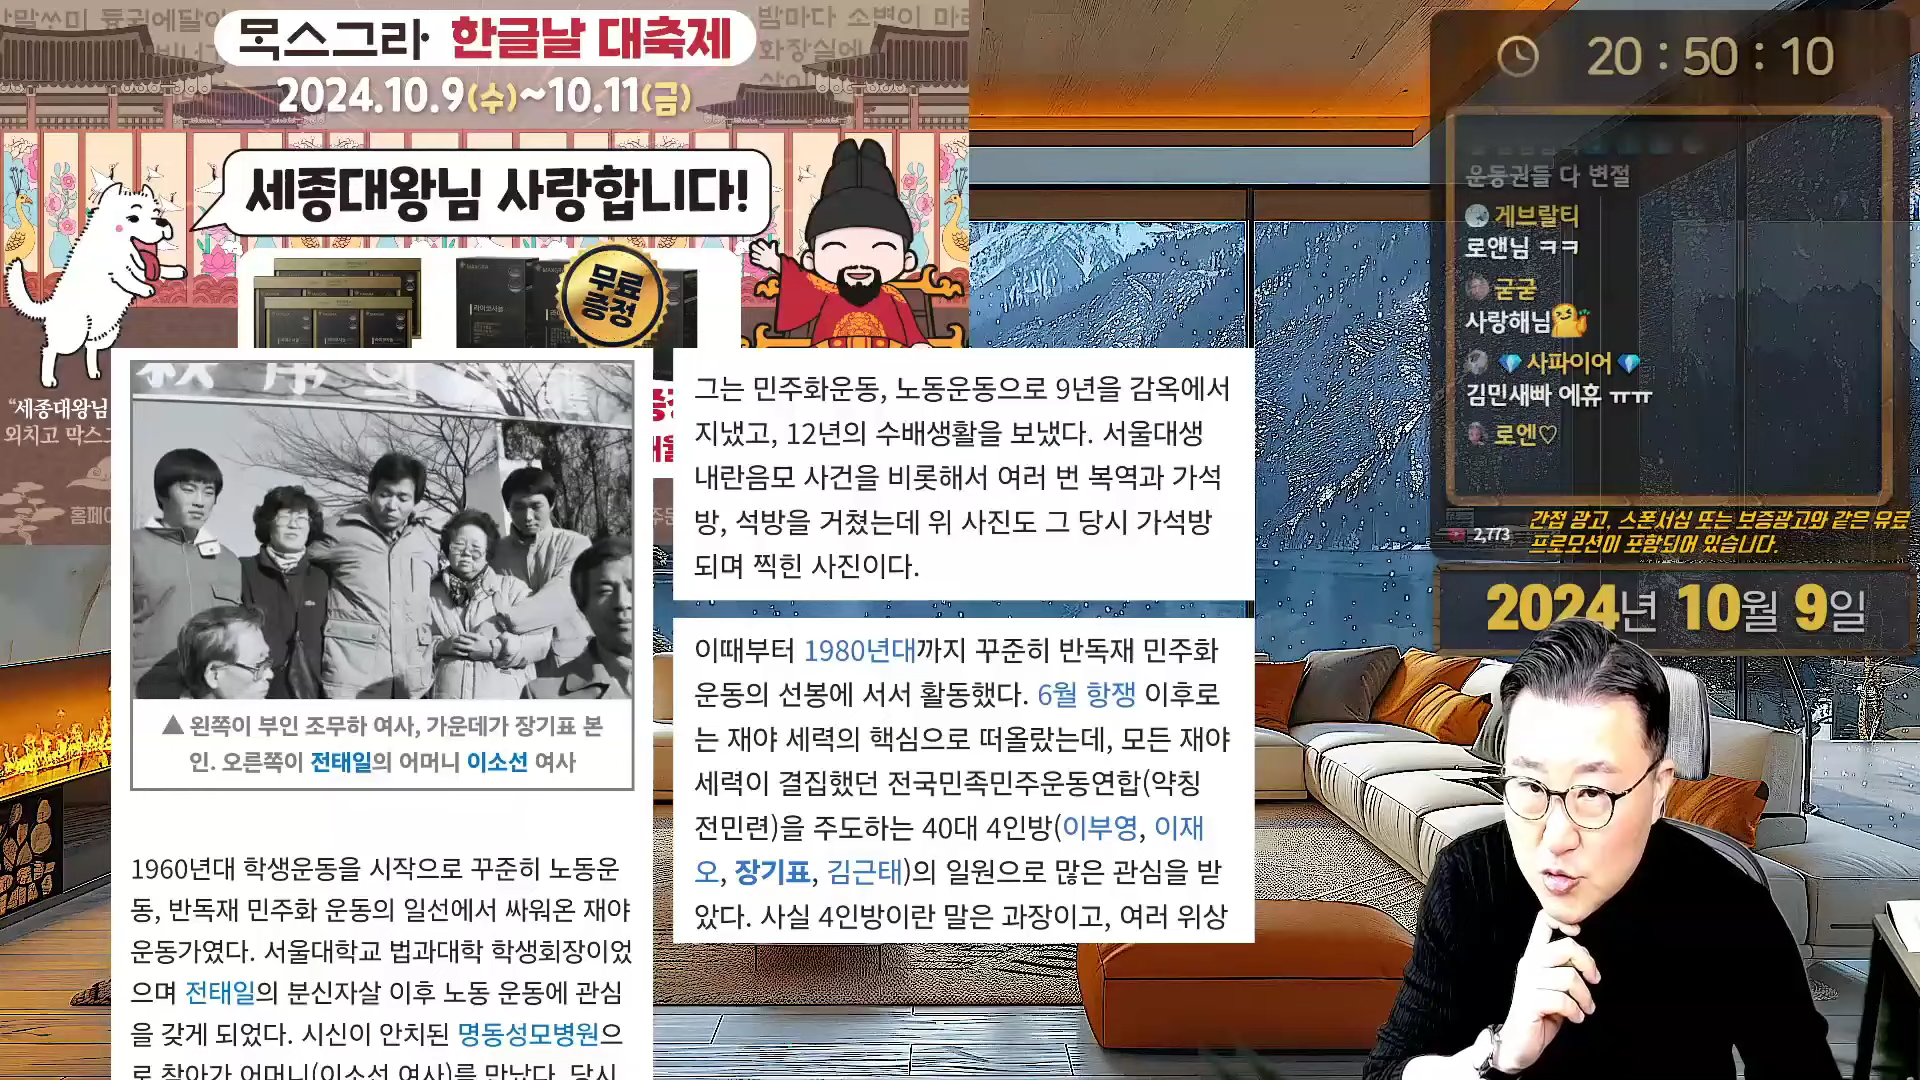 막스그라 한글날 대축제
2024.10.9(수)~10.11(금)
세종대왕님 사랑합니다!
무료
증정
"세종대왕님
그는 민주화운동, 노동운동으로 9년을 감옥에서
지냈고, 12년의 수배생활을 보냈다. 서울대생
내란음모 사건을 비롯해서 여러 번 복역과 가석
방, 석방을 거쳤는데 위 사진도 그 당시 가석방
되며 찍힌 사진이다.
이때부터 1980년대까지 꾸준히 반독재 민주화
운동의 선봉에 서서 활동했다. 6월 항쟁 이후로
는 재야 세력의 핵심으로 떠올랐는데, 모든 재야
세력이 결집했던 전국민족민주운동연합(약칭
전민련)을 주도하는 40대 4인방(이부영, 이재
오, 장기표, 김근태)의 일원으로 많은 관심을 받
았다. 사실 4인방이란 말은 과장이고, 여러 위상
▲ 왼쪽이 부인 조무하 여사, 가운데가 장기표 본
인. 오른쪽이 전태일의 어머니 이소선 여사
1960년대 학생운동을 시작으로 꾸준히 노동운
동, 반독재 민주화 운동의 일선에서 싸워온 재야
운동가였다. 서울대학교 법과대학 학생회장이었
으며 전태일의 분신자살 이후 노동 운동에 관심
을 갖게 되었다. 시신이 안치된 명동성모병원으
로 찾아가 어머니(이소선 여사)를 만났다. 당시
20 : 50 : 10
운동권들 다 변절
게브랄티
로앤님 ㅋㅋ
굳굳
사랑해님
사파이어
김민새빠 에휴 ㅠㅠ
로엔♡
2,773
간접 광고, 스폰서십 또는 보증광고와 같은 유료
프로모션이 포함되어 있습니다.
2024년 10월 9일